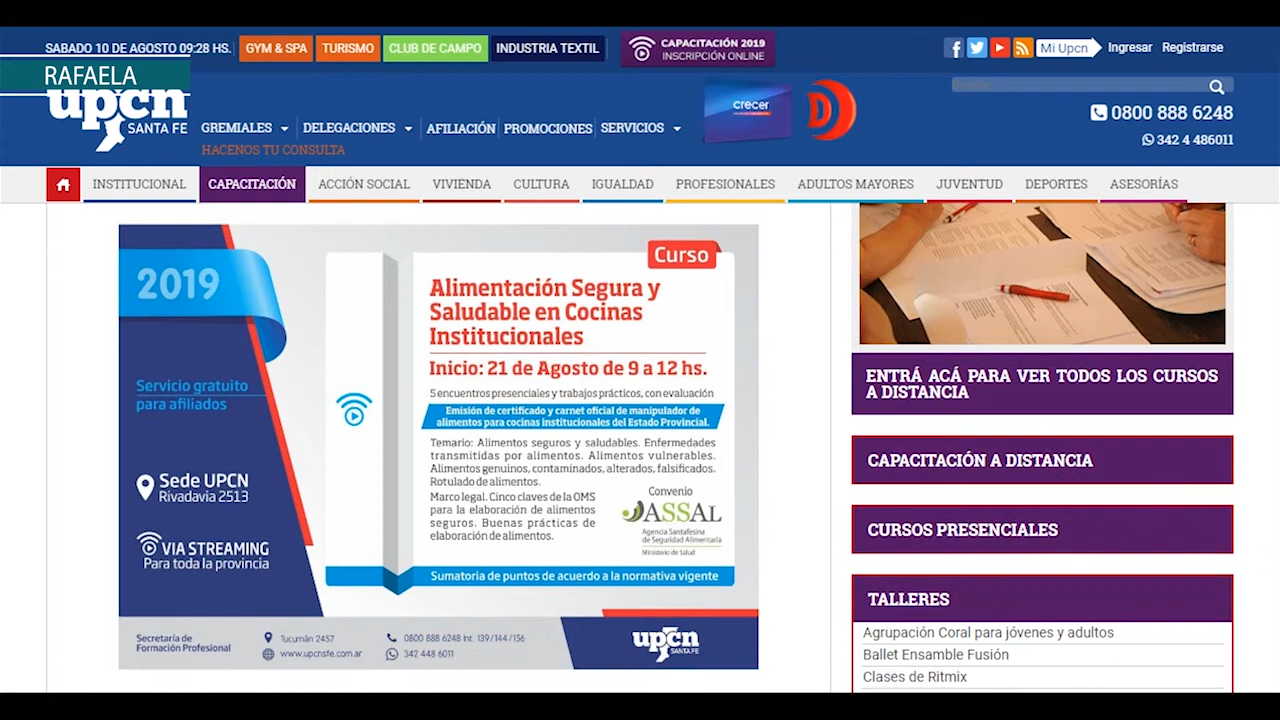 SABADO 10 DE AGOSTO 09:28 HS.
GYM & SPA
TURISMO
CLUB DE CAMPO
INDUSTRIA TEXTIL
CAPACITACIÓN 2019
INSCRIPCIÓN ONLINE
Mi Upcn
Ingresar
Registrarse
RAFAELA
upcn
SANTA FE
GREMIALES
DELEGACIONES
AFILIACIÓN
PROMOCIONES
SERVICIOS
HACENOS TU CONSULTA
crecer
D
0800 888 6248
342 4 486011
INSTITUCIONAL
CAPACITACIÓN
ACCIÓN SOCIAL
VIVIENDA
CULTURA
IGUALDAD
PROFESIONALES
ADULTOS MAYORES
JUVENTUD
DEPORTES
ASESORÍAS
2019
Servicio gratuito
para afiliados
Sede UPCN
Rivadavia 2513
VIA STREAMING
Para toda la provincia
Curso
Alimentación Segura y
Saludable en Cocinas
Institucionales
Inicio: 21 de Agosto de 9 a 12 hs.
5 encuentros presenciales y trabajos prácticos, con evaluación
Emisión de certificado y carnet oficial de manipulador de
alimentos para cocinas institucionales del Estado Provincial.
Temario: Alimentos seguros y saludables. Enfermedades
transmitidas por alimentos. Alimentos vulnerables.
Alimentos genuinos, contaminados, alterados, falsificados.
Rotulado de alimentos.
Marco legal. Cinco claves de la OMS
para la elaboración de alimentos
seguros. Buenas prácticas de
elaboración de alimentos.
Convenio
ASSAL
Agencia Santafesina
de Seguridad Alimentaria
Ministerio de Salud
Sumatoria de puntos de acuerdo a la normativa vigente
Secretaría de
Formación Profesional
Tucumán 2457
www.upcnsfe.com.ar
0800 888 6248 Int. 139 / 144 / 156
342 448 6011
upcn
SANTA FE
ENTRÁ ACÁ PARA VER TODOS LOS CURSOS
A DISTANCIA
CAPACITACIÓN A DISTANCIA
CURSOS PRESENCIALES
TALLERES
Agrupación Coral para jóvenes y adultos
Ballet Ensamble Fusión
Clases de Ritmix